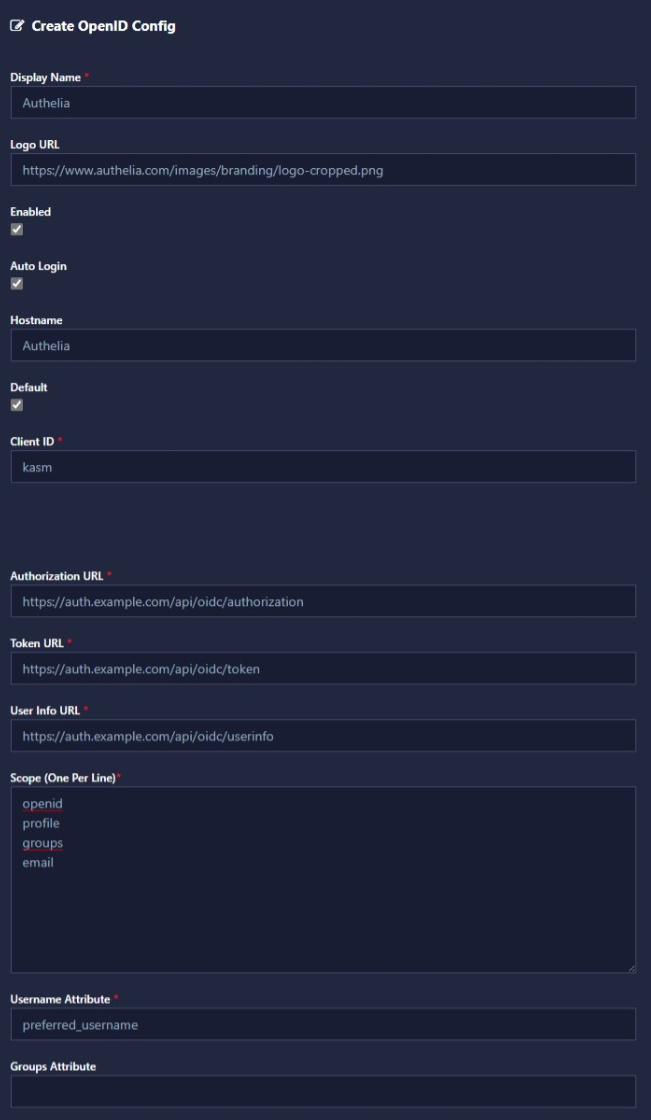 Create OpenID Config
Display Name *
Authelia
Logo URL
https://www.authelia.com/images/branding/logo-cropped.png
Enabled
Auto Login
Hostname
Authelia
Default
Client ID *
kasm
Authorization URL *
https://auth.example.com/api/oidc/authorization
Token URL *
https://auth.example.com/api/oidc/token
User Info URL *
https://auth.example.com/api/oidc/userinfo
Scope (One Per Line)*
openid
profile
groups
email
Username Attribute *
preferred_username
Groups Attribute